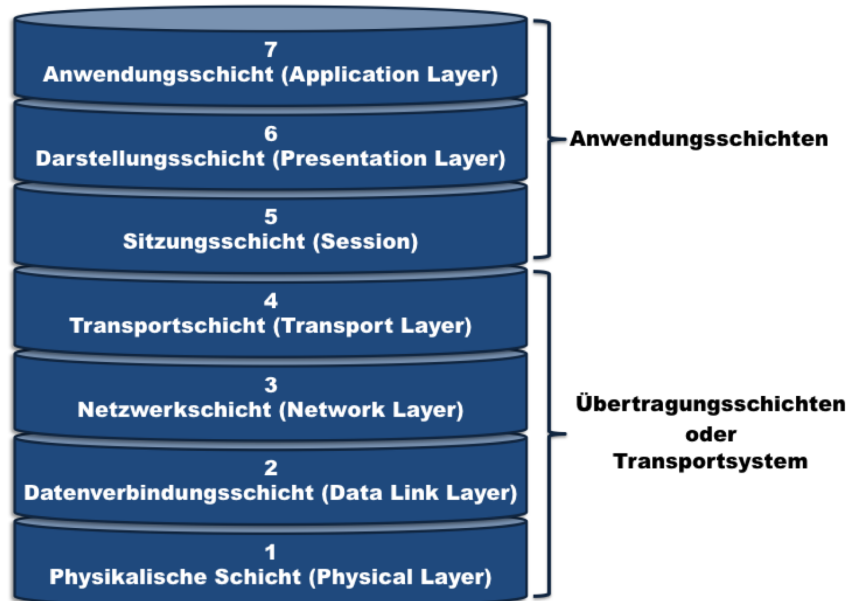 7
Anwendungsschicht (Application Layer)
6
Darstellungsschicht (Presentation Layer)
5
Sitzungsschicht (Session)
Anwendungsschichten
4
Transportschicht (Transport Layer)
3
Netzwerkschicht (Network Layer)
2
Datenverbindungsschicht (Data Link Layer)
1
Physikalische Schicht (Physical Layer)
Übertragungsschichten
oder
Transportsystem